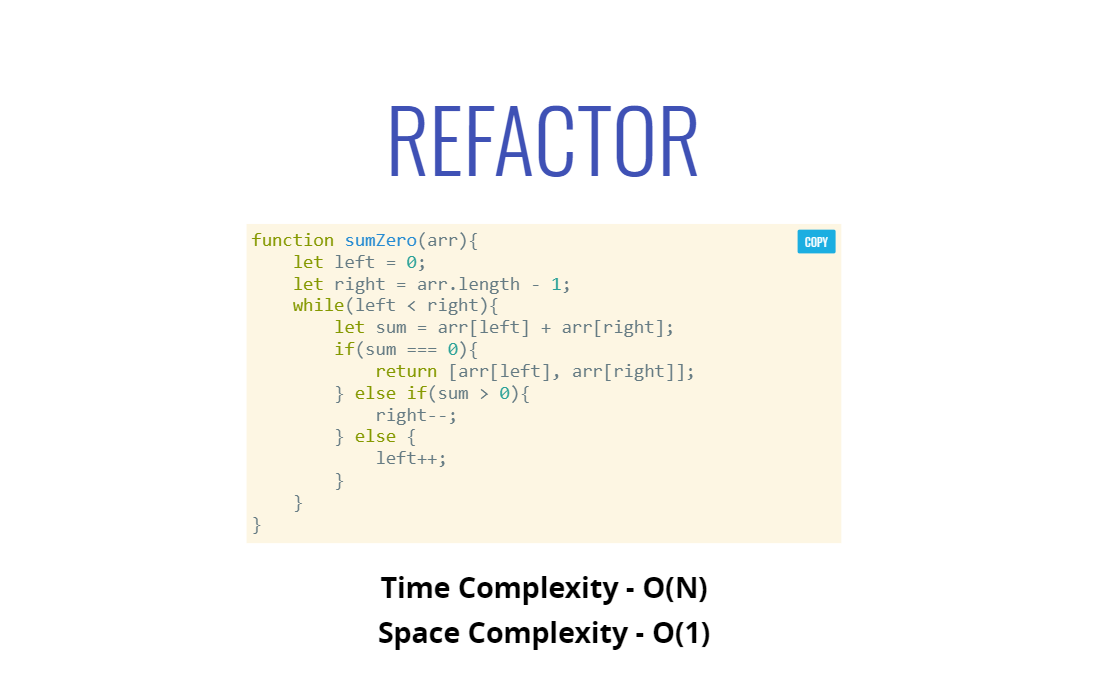 REFACTOR
COPY
function sumZero(arr){
    let left = 0;
    let right = arr.length - 1;
    while(left < right){
        let sum = arr[left] + arr[right];
        if(sum === 0){
            return [arr[left], arr[right]];
        } else if(sum > 0){
            right--;
        } else {
            left++;
        }
    }
}
Time Complexity - O(N)
Space Complexity - O(1)